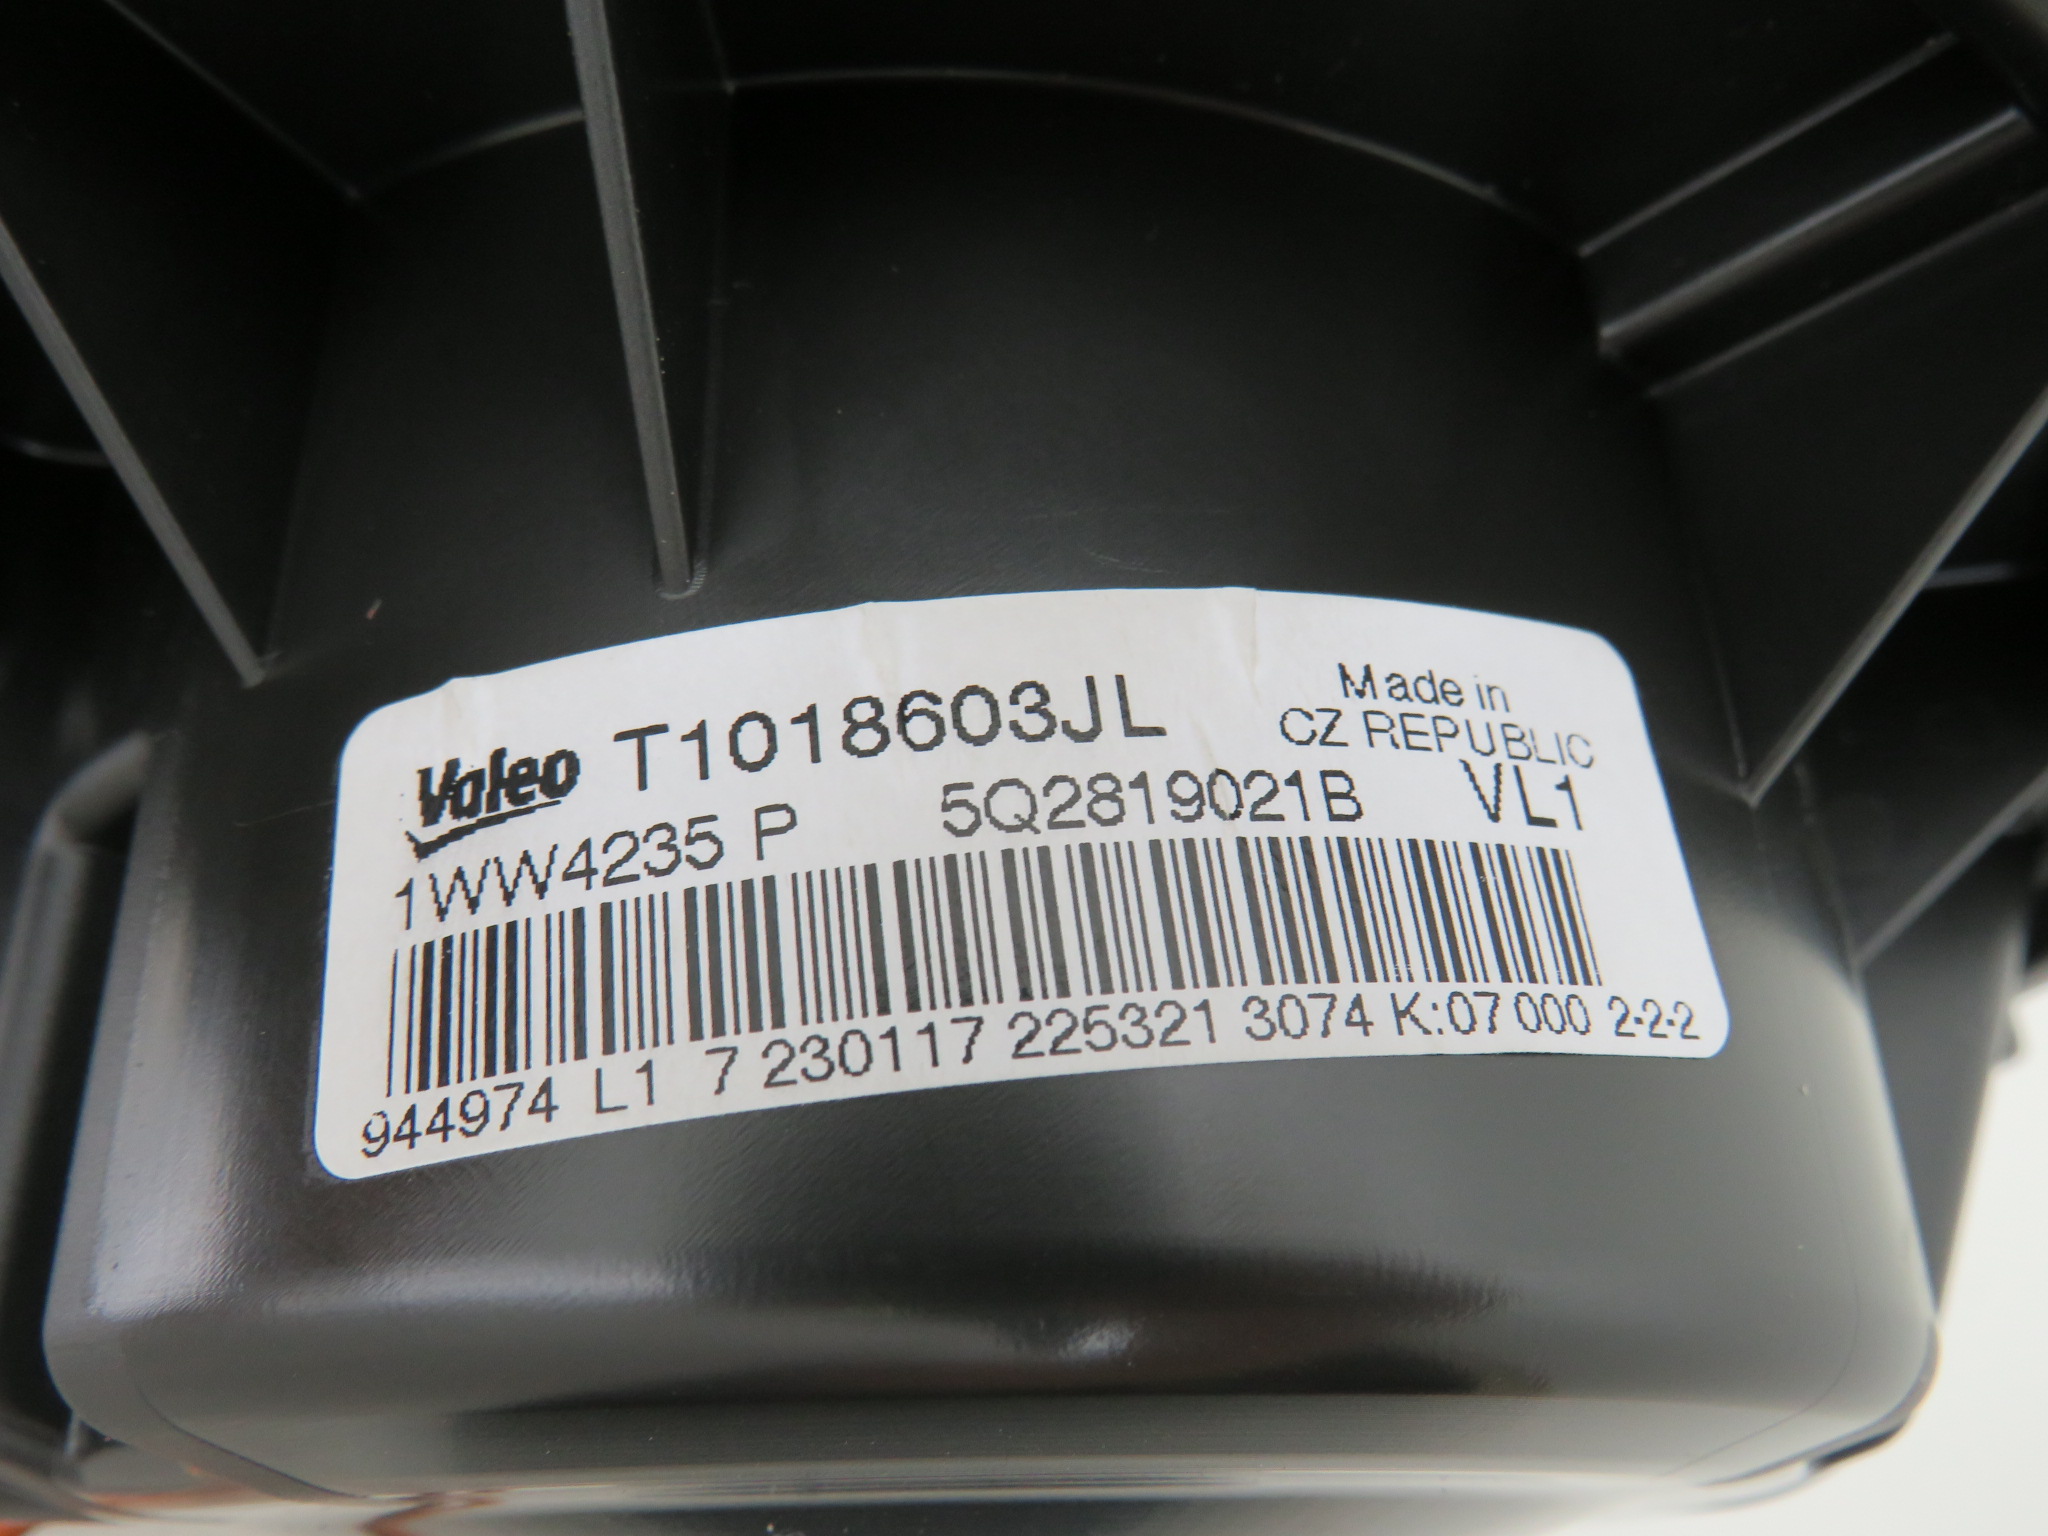 Valeo T1018603JL Made in
CZ REPUBLIC
1WW4235 P 5Q2819021B VL1
944974 L1 7 230117 225321 3074 K:07 000 2-2-2